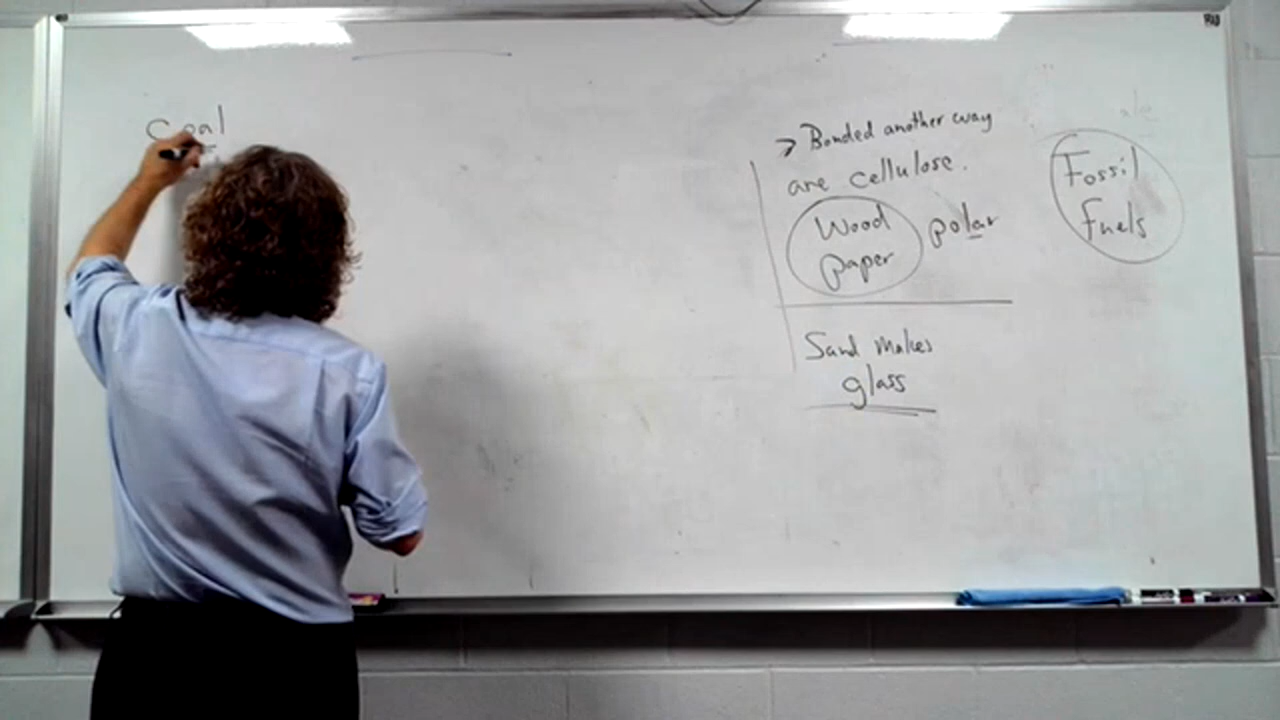 Coal
> Bonded another way
are cellulose.
Wood
paper
polar
Sand makes
glass
Fossil
fuels